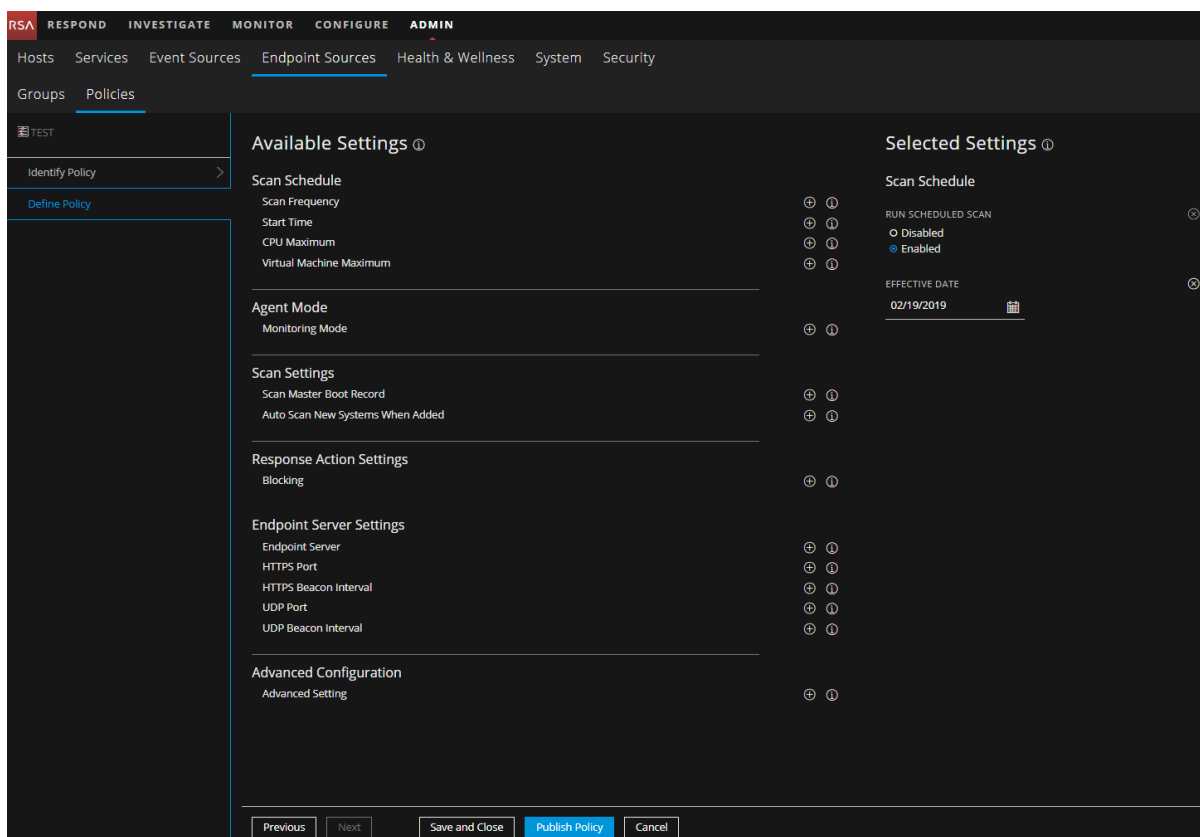 RSA RESPOND INVESTIGATE MONITOR CONFIGURE ADMIN
Hosts Services Event Sources Endpoint Sources Health & Wellness System Security
Groups Policies
TEST
Identify Policy
Define Policy
Available Settings
Scan Schedule
Scan Frequency
Start Time
CPU Maximum
Virtual Machine Maximum
Agent Mode
Monitoring Mode
Scan Settings
Scan Master Boot Record
Auto Scan New Systems When Added
Response Action Settings
Blocking
Endpoint Server Settings
Endpoint Server
HTTPS Port
HTTPS Beacon Interval
UDP Port
UDP Beacon Interval
Advanced Configuration
Advanced Setting
Selected Settings
Scan Schedule
RUN SCHEDULED SCAN
Disabled
Enabled
EFFECTIVE DATE
02/19/2019
Previous Next Save and Close Publish Policy Cancel